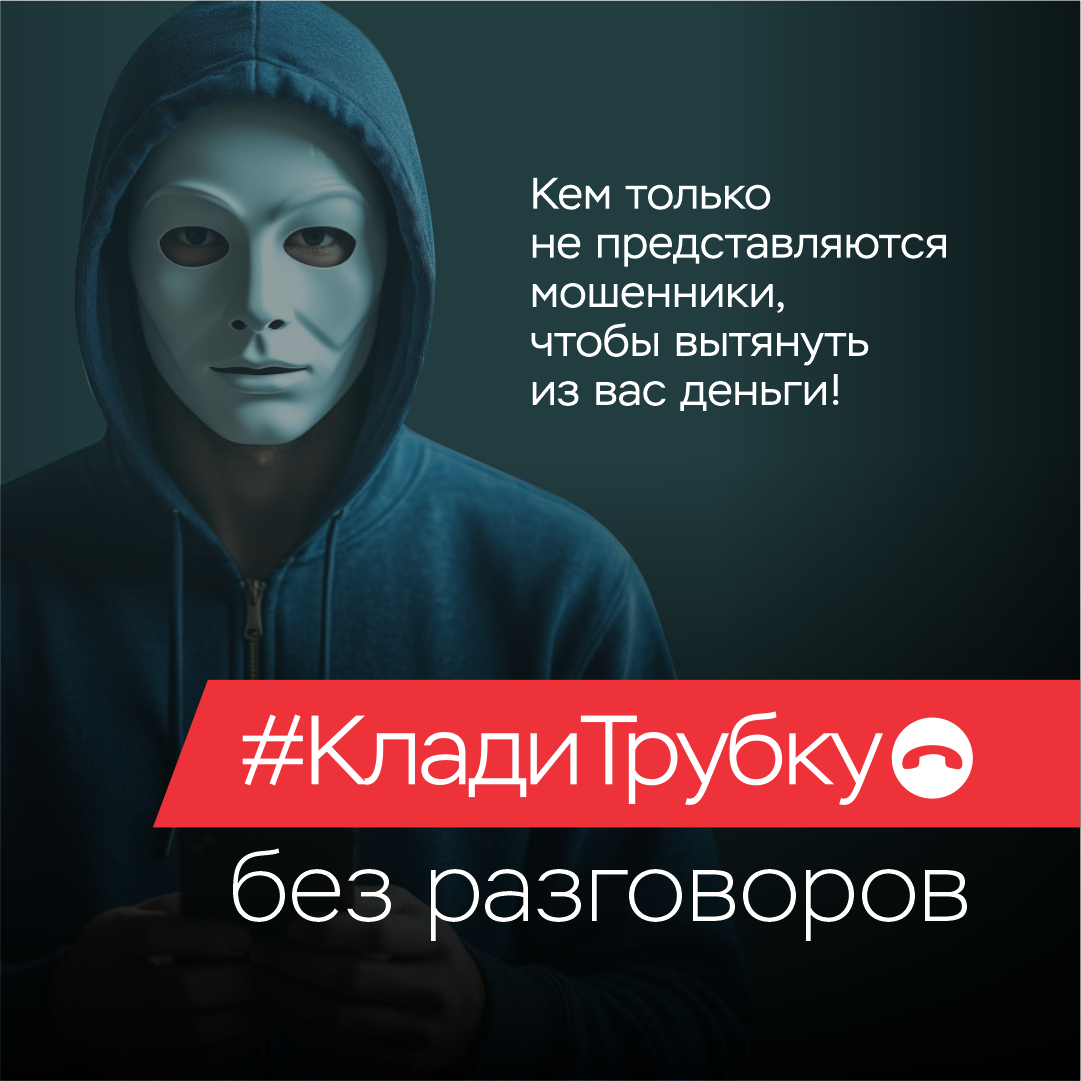 Кем только
не представляются
мошенники,
чтобы вытянуть
из вас деньги!
#КладиТрубку
без разговоров